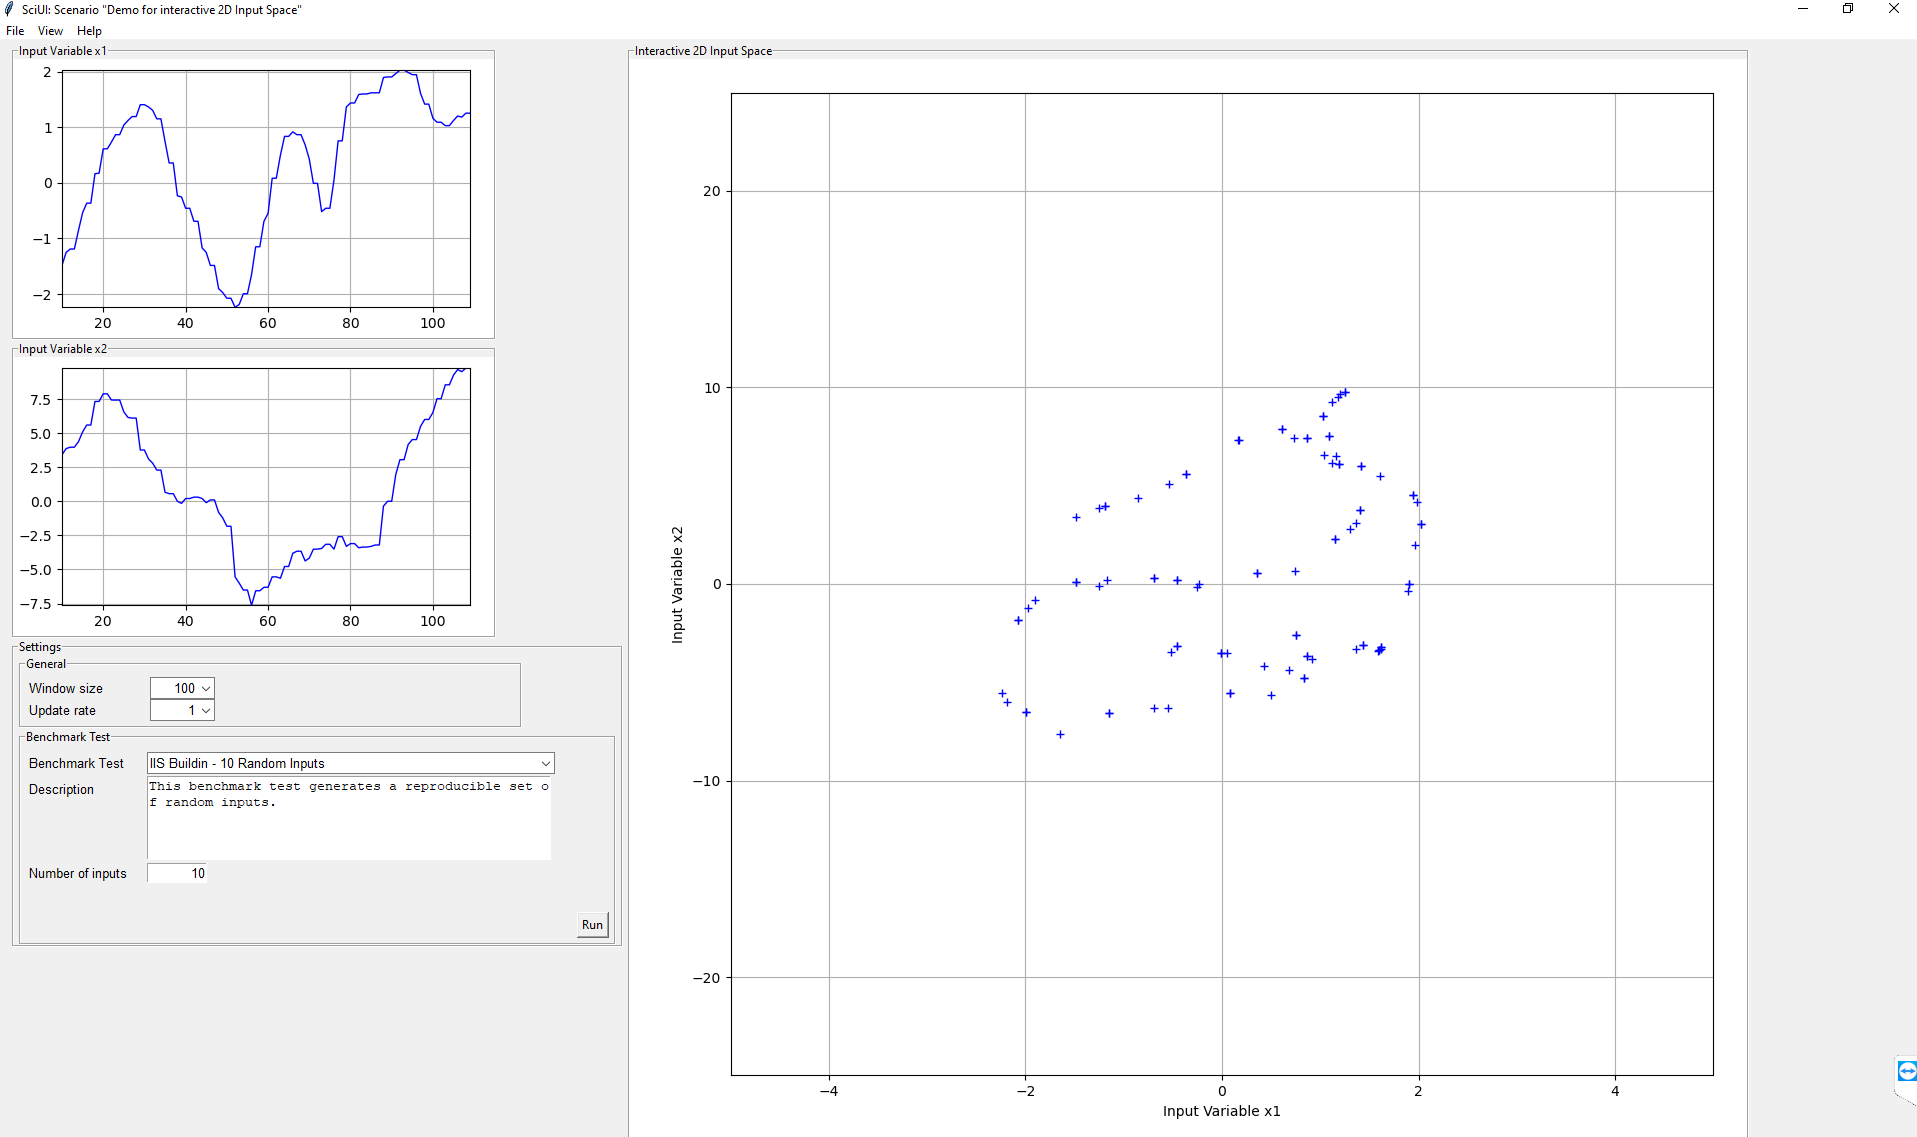 SciUI: Scenario "Demo for interactive 2D Input Space"
File View Help
Input Variable x1
2
1
0
−1
−2
20 40 60 80 100
Input Variable x2
7.5
5.0
2.5
0.0
−2.5
−5.0
−7.5
20 40 60 80 100
Settings
General
Window size 100
Update rate 1
Benchmark Test
Benchmark Test IIS Buildin - 10 Random Inputs
Description This benchmark test generates a reproducible set o
f random inputs.
Number of inputs 10
Run
Interactive 2D Input Space
20
10
0
−10
−20
Input Variable x2
−4 −2 0 2 4
Input Variable x1